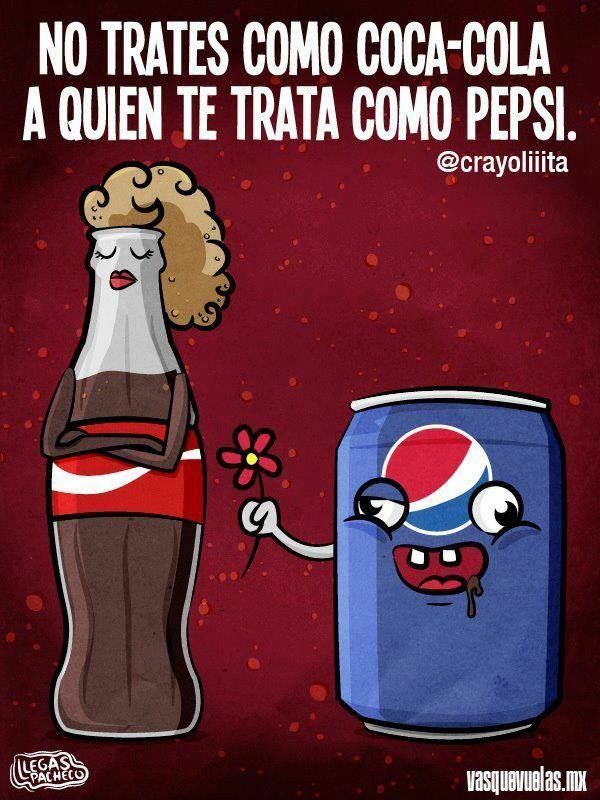 NO TRATES COMO COCA-COLA
A QUIEN TE TRATA COMO PEPSI.
@crayoliiita
LLEGAS
PACHECO
vasquevuelas.mx